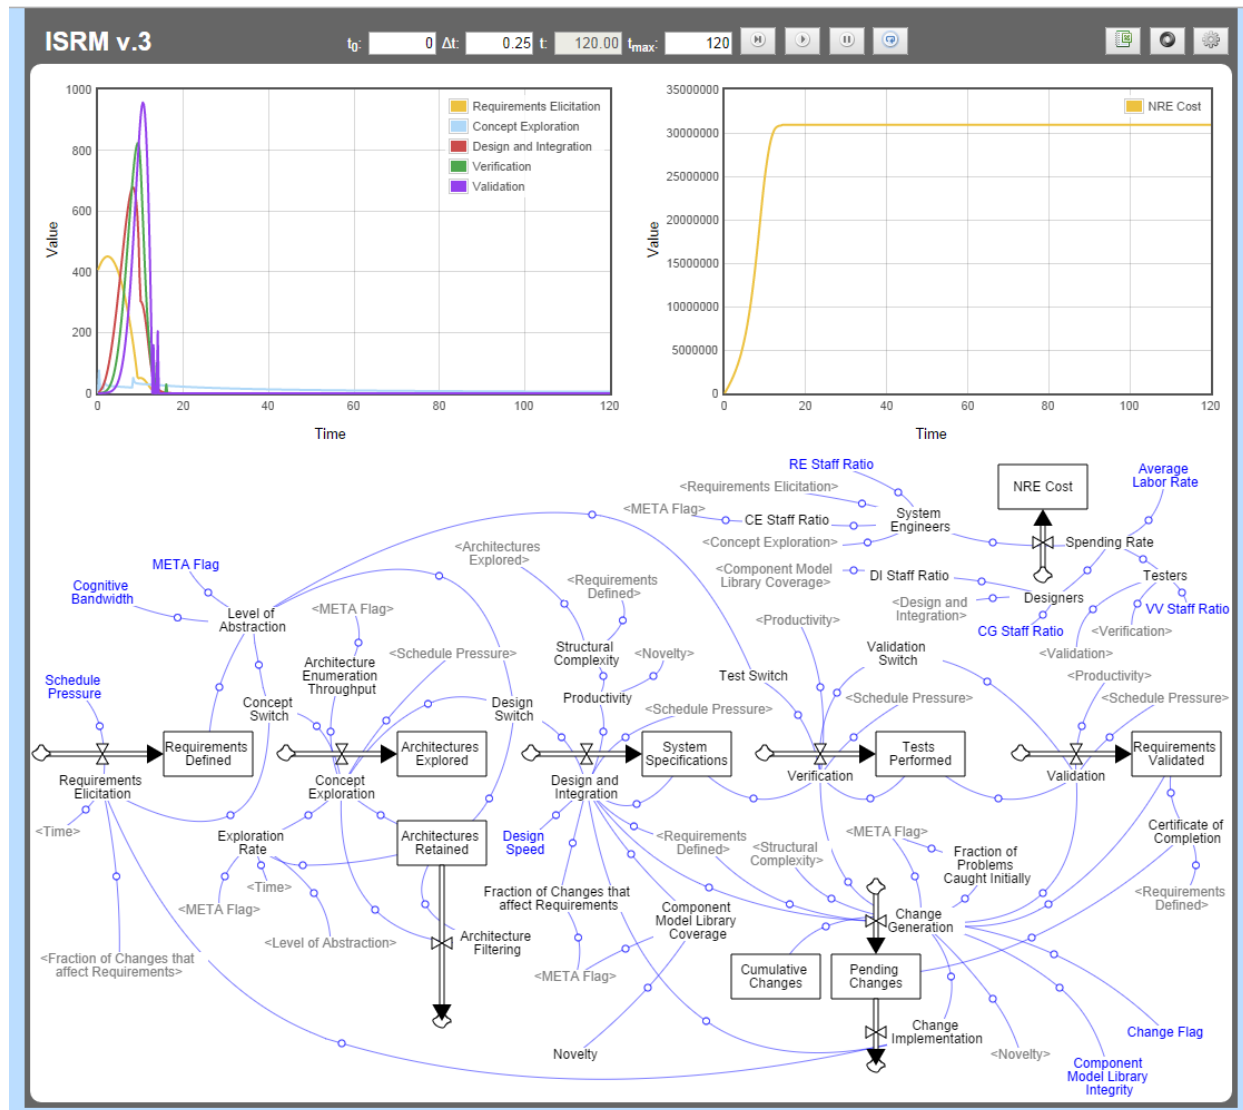 ISRM v.3
t0: 0 Δt: 0.25 t: 120.00 tmax: 120
1000
800
600
400
200
0
0 20 40 60 80 100 120
Value
Time
Requirements Elicitation
Concept Exploration
Design and Integration
Verification
Validation
35000000
30000000
25000000
20000000
15000000
10000000
5000000
0
0 20 40 60 80 100 120
Value
Time
NRE Cost
RE Staff Ratio
<Requirements Elicitation>
<META Flag>
CE Staff Ratio
System
Engineers
<Concept Exploration>
NRE Cost
Average
Labor Rate
Spending Rate
<Component Model
Library Coverage>
DI Staff Ratio
Designers
Testers
<Design and
Integration>
CG Staff Ratio
VV Staff Ratio
<Verification>
<Validation>
META Flag
Cognitive
Bandwidth
Level of
Abstraction
<META Flag>
<Architectures
Explored>
<Requirements
Defined>
<Productivity>
Architecture
Enumeration
Throughput
<Schedule Pressure>
Structural
Complexity
<Novelty>
Test Switch
Validation
Switch
<Productivity>
Schedule
Pressure
Concept
Switch
Design
Switch
Productivity
<Schedule Pressure>
<Schedule Pressure>
<Schedule Pressure>
Requirements
Defined
Architectures
Explored
System
Specifications
Tests
Performed
Requirements
Validated
Requirements
Elicitation
Concept
Exploration
Design and
Integration
Verification
Validation
<Time>
Exploration
Rate
Architectures
Retained
Design
Speed
<Requirements
Defined>
<Structural
Complexity>
<META Flag>
Fraction of
Problems
Caught Initially
Certificate of
Completion
<Time>
<META Flag>
<Level of Abstraction>
Fraction of Changes that
affect Requirements
Component
Model Library
Coverage
Change
Generation
<Requirements
Defined>
<Fraction of Changes that
affect Requirements>
Architecture
Filtering
<META Flag>
Cumulative
Changes
Pending
Changes
Novelty
Change
Implementation
<Novelty>
Change Flag
Component
Model Library
Integrity